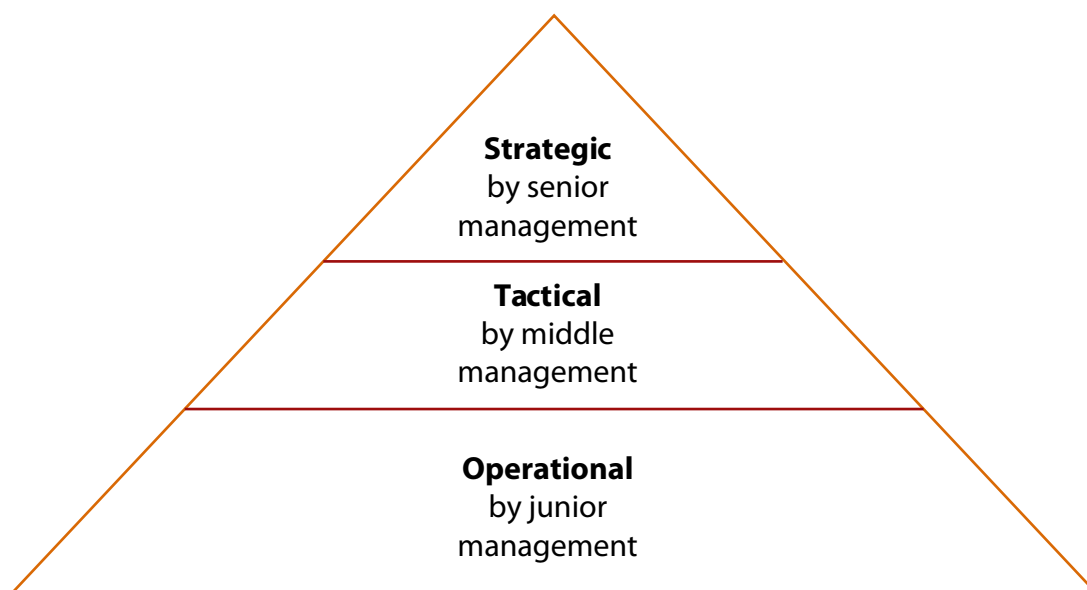 Strategic
by senior
management
Tactical
by middle
management
Operational
by junior
management